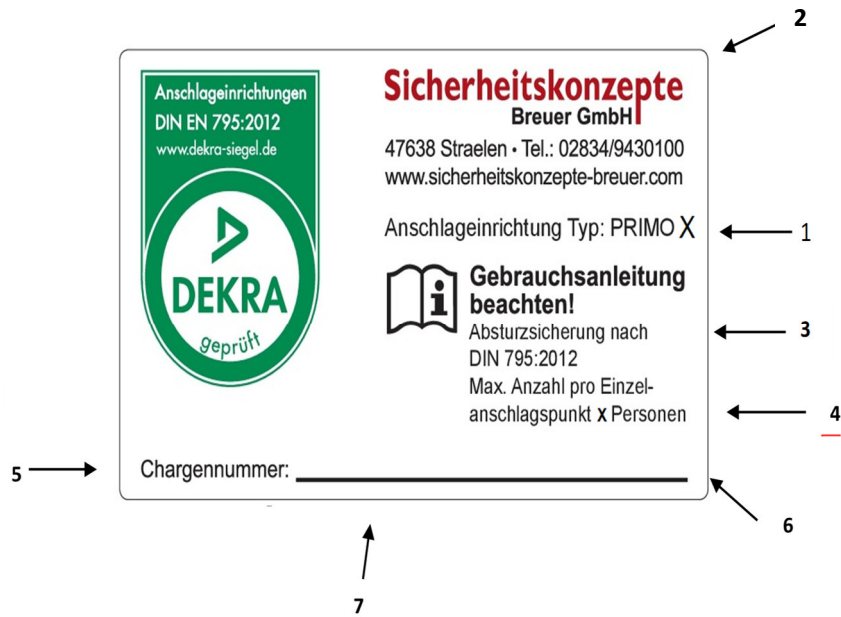 2
Anschlageinrichtungen
DIN EN 795:2012
www.dekra-siegel.de
DEKRA
geprüft
Sicherheitskonzepte
Breuer GmbH
47638 Straelen • Tel.: 02834/9430100
www.sicherheitskonzepte-breuer.com
Anschlageinrichtung Typ: PRIMO X
1
Gebrauchsanleitung
beachten!
Absturzsicherung nach
3
DIN 795:2012
Max. Anzahl pro Einzel-
anschlagspunkt x Personen
4
5
Chargennummer:
6
7